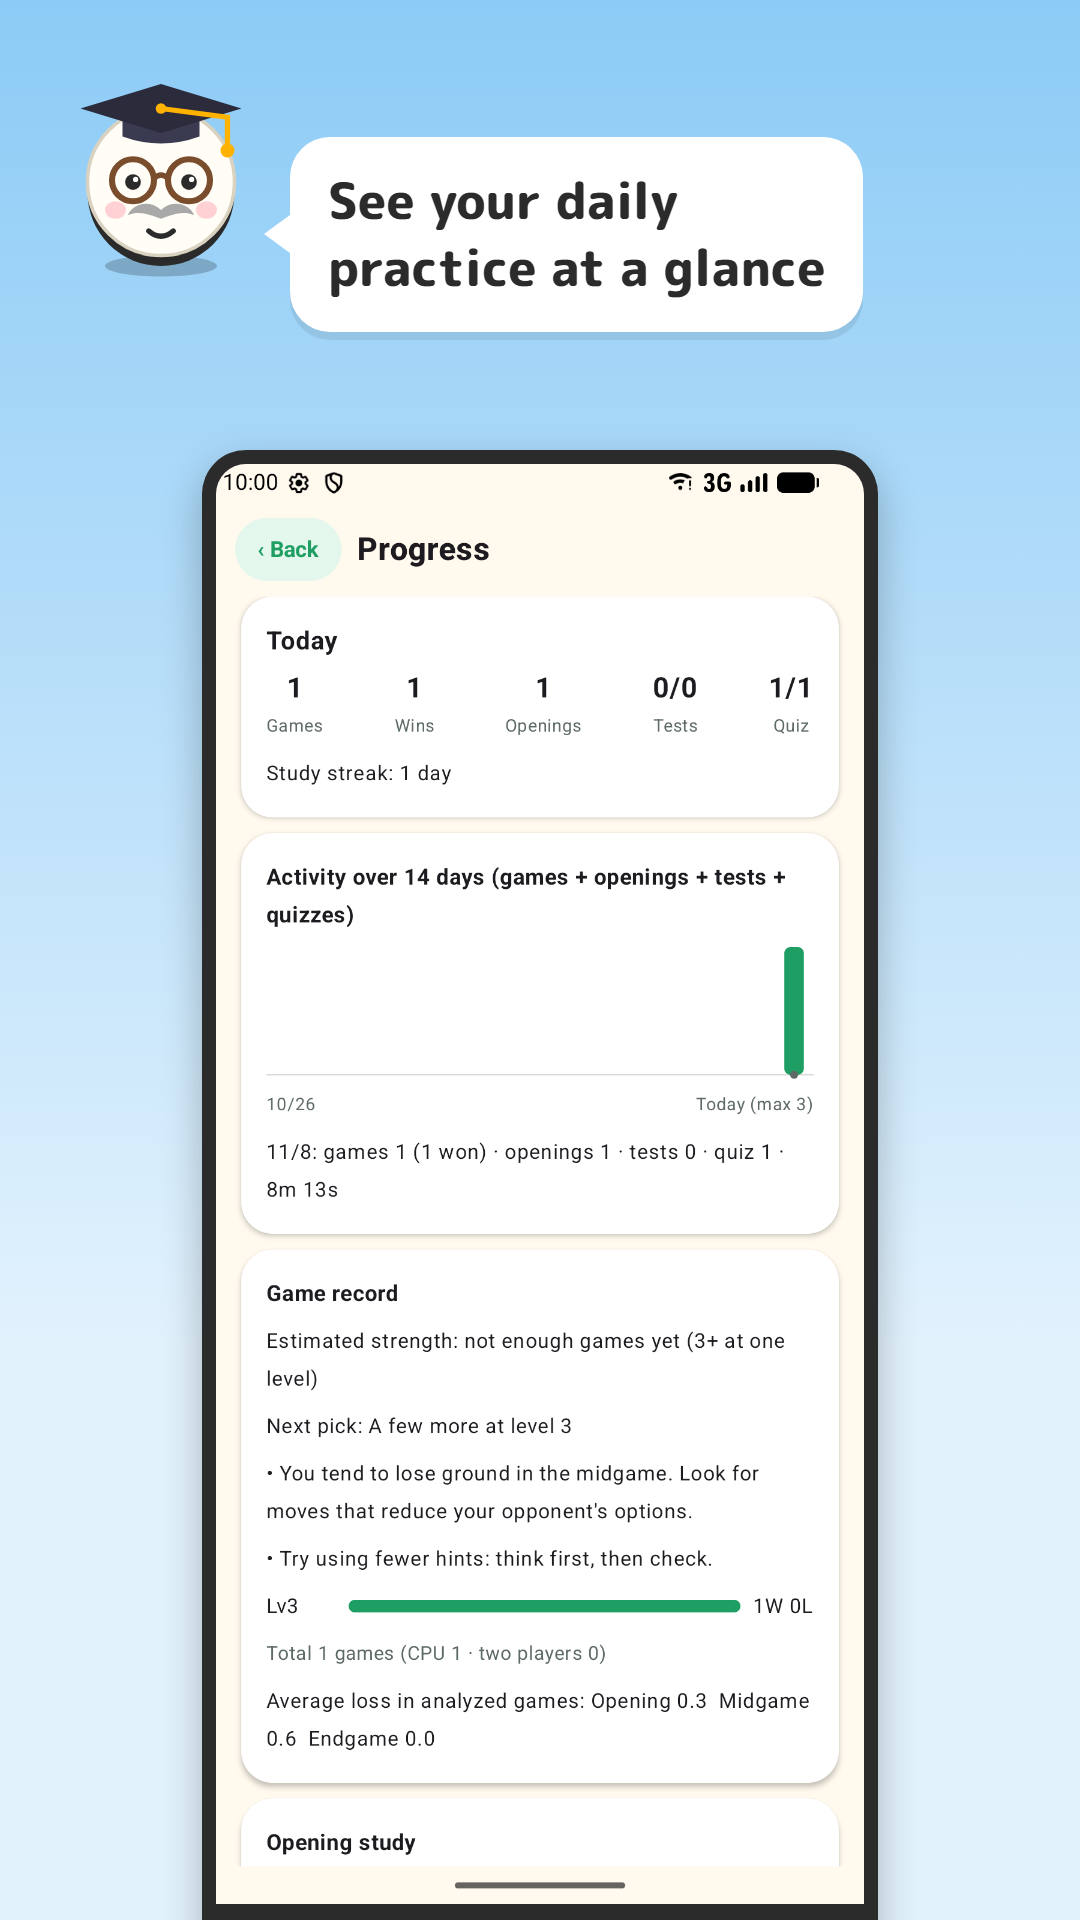 See your daily
practice at a glance
10:00
3G
‹ Back
Progress
Today
1 1 1 0/0 1/1
Games Wins Openings Tests Quiz
Study streak: 1 day
Activity over 14 days (games + openings + tests +
quizzes)
10/26 Today (max 3)
11/8: games 1 (1 won) · openings 1 · tests 0 · quiz 1 ·
8m 13s
Game record
Estimated strength: not enough games yet (3+ at one
level)
Next pick: A few more at level 3
• You tend to lose ground in the midgame. Look for
moves that reduce your opponent's options.
• Try using fewer hints: think first, then check.
Lv3 1W 0L
Total 1 games (CPU 1 · two players 0)
Average loss in analyzed games: Opening 0.3  Midgame
0.6  Endgame 0.0
Opening study